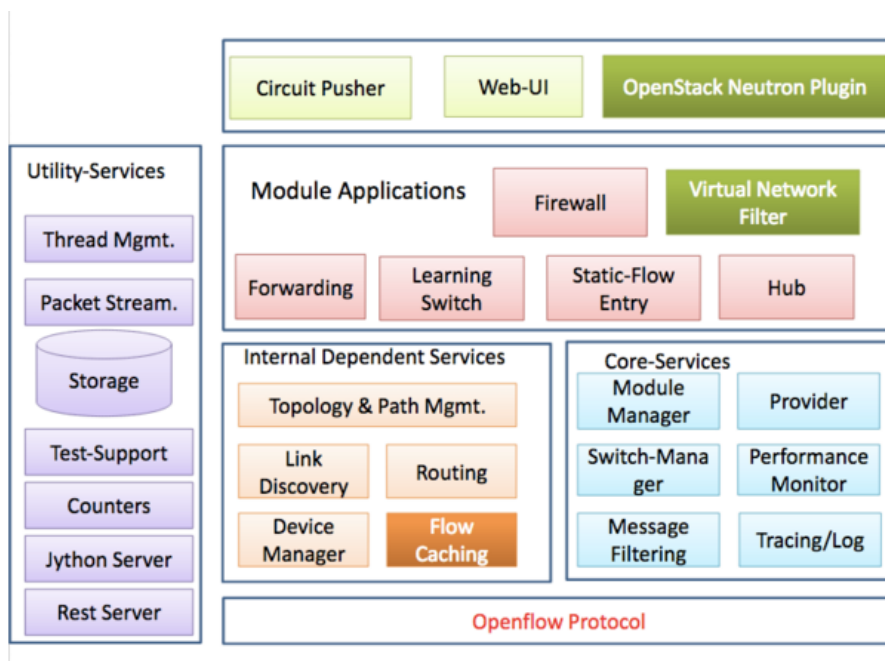 Circuit Pusher
Web-UI
OpenStack Neutron Plugin
Utility-Services
Thread Mgmt.
Packet Stream.
Storage
Test-Support
Counters
Jython Server
Rest Server
Module Applications
Firewall
Virtual Network
Filter
Forwarding
Learning
Switch
Static-Flow
Entry
Hub
Internal Dependent Services
Topology & Path Mgmt.
Link
Discovery
Routing
Device
Manager
Flow
Caching
Core-Services
Module
Manager
Provider
Switch-Mana
ger
Performance
Monitor
Message
Filtering
Tracing/Log
Openflow Protocol